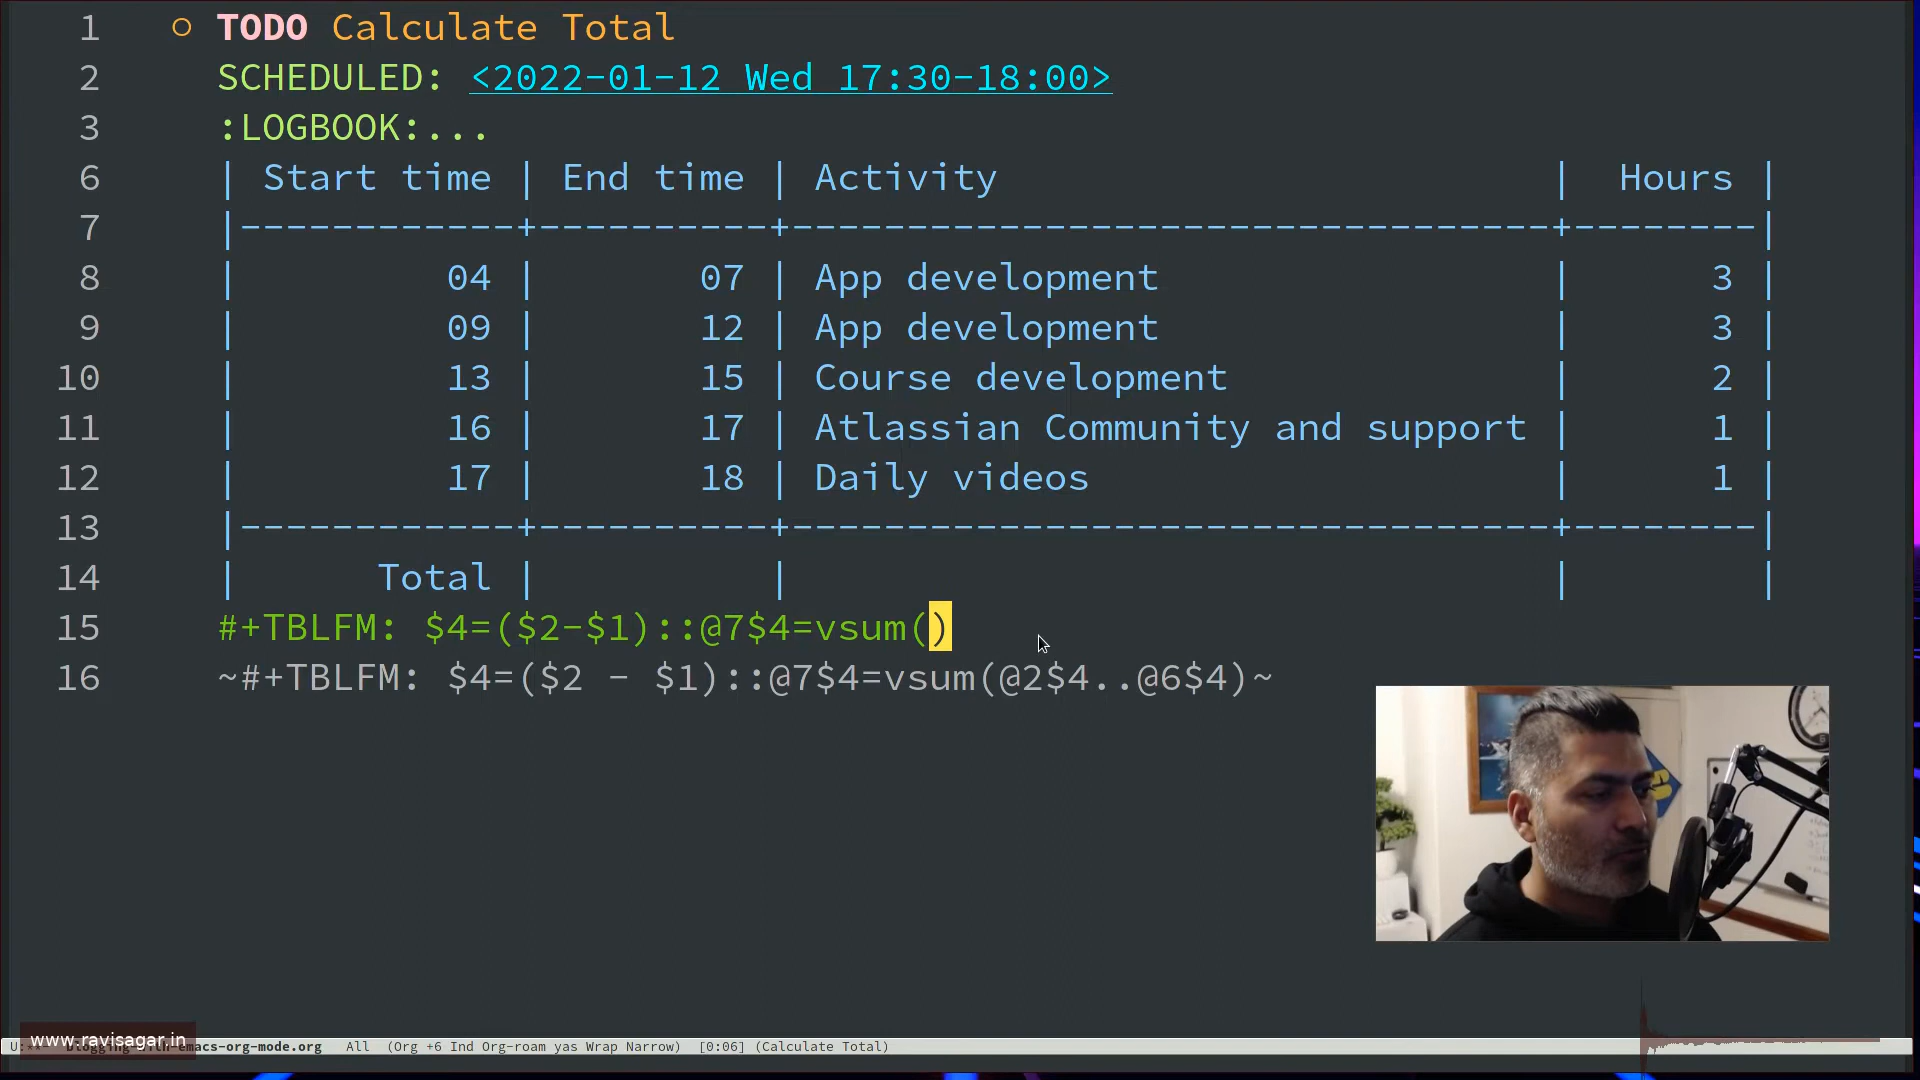 1 ○ TODO Calculate Total
2 SCHEDULED: <2022-01-12 Wed 17:30-18:00>
3 :LOGBOOK:...
6 | Start time | End time | Activity | Hours |
7 |------------+----------+---------------------------------+--------|
8 | 04 | 07 | App development | 3 |
9 | 09 | 12 | App development | 3 |
10 | 13 | 15 | Course development | 2 |
11 | 16 | 17 | Atlassian Community and support | 1 |
12 | 17 | 18 | Daily videos | 1 |
13 |------------+----------+---------------------------------+--------|
14 | Total | | | |
15 #+TBLFM: $4=($2-$1)::@7$4=vsum()
16 ~#+TBLFM: $4=($2 - $1)::@7$4=vsum(@2$4..@6$4)~
www.ravisagar.in
emacs-org-mode.org All (Org +6 Ind Org-roam yas Wrap Narrow) [0:06] (Calculate Total)